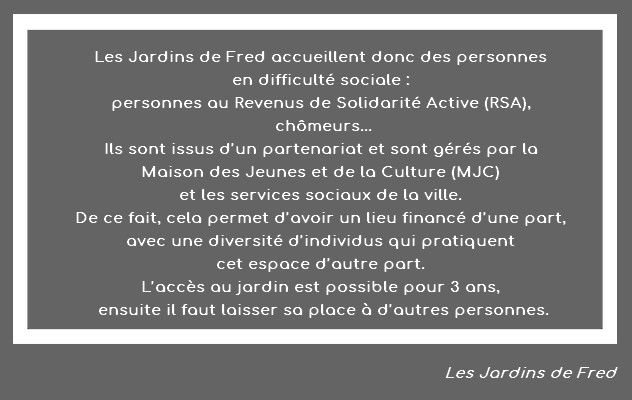 Les Jardins de Fred accueillent donc des personnes
en difficulté sociale :
personnes au Revenus de Solidarité Active (RSA),
chômeurs...
Ils sont issus d'un partenariat et sont gérés par la
Maison des Jeunes et de la Culture (MJC)
et les services sociaux de la ville.
De ce fait, cela permet d'avoir un lieu financé d'une part,
avec une diversité d'individus qui pratiquent
cet espace d'autre part.
L'accès au jardin est possible pour 3 ans,
ensuite il faut laisser sa place à d'autres personnes.
Les Jardins de Fred